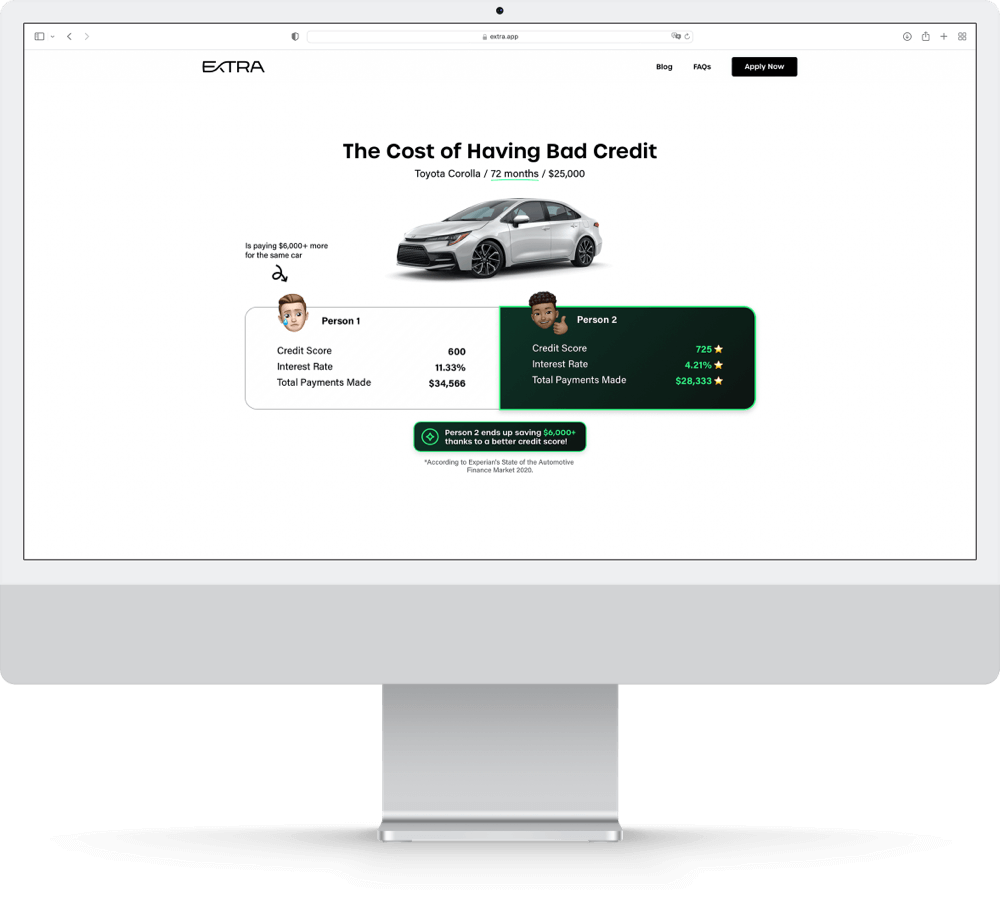 extra.app
EXTRA
Blog
FAQs
Apply Now
The Cost of Having Bad Credit
Toyota Corolla / 72 months / $25,000
Is paying $6,000+ more
for the same car
Person 1
Credit Score 600
Interest Rate 11.33%
Total Payments Made $34,566
Person 2
Credit Score 725
Interest Rate 4.21%
Total Payments Made $28,333
Person 2 ends up saving $6,000+
thanks to a better credit score!
*According to Experian's State of the Automotive
Finance Market 2020.